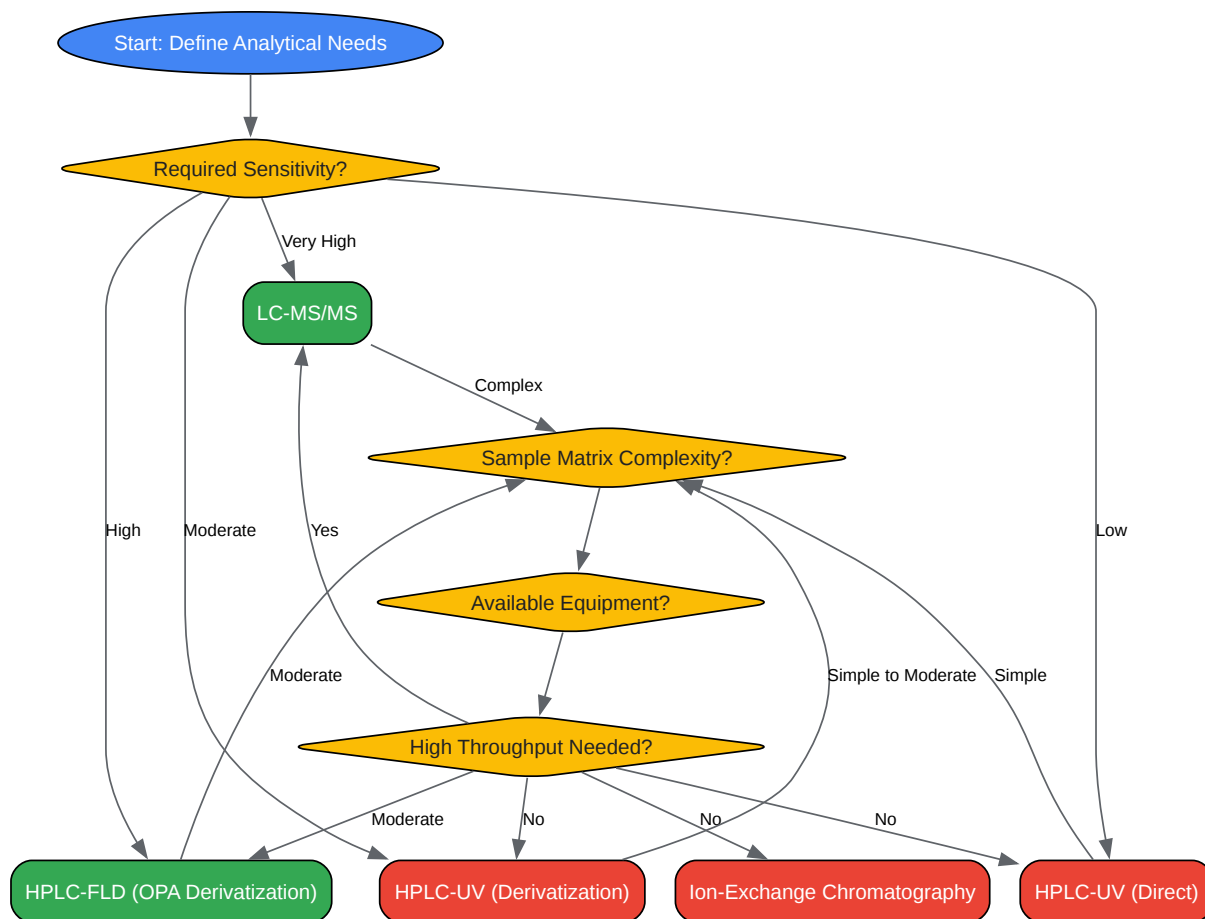 Start: Define Analytical Needs
Required Sensitivity?
Very High
LC-MS/MS
Complex
Sample Matrix Complexity?
High
Moderate
Yes
Low
Available Equipment?
Moderate
Simple to Moderate
Simple
High Throughput Needed?
Moderate
No
No
No
HPLC-FLD (OPA Derivatization)
HPLC-UV (Derivatization)
Ion-Exchange Chromatography
HPLC-UV (Direct)